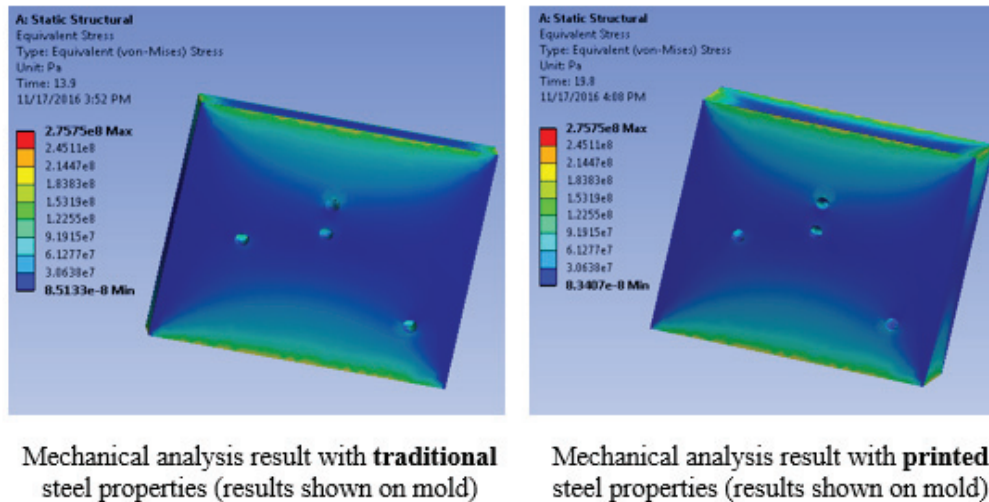 A: Static Structural
Equivalent Stress
Type: Equivalent (von-Mises) Stress
Unit: Pa
Time: 13.9
11/17/2016 3:52 PM
2.7575e8 Max
2.4511e8
2.1447e8
1.8383e8
1.5319e8
1.2255e8
9.1915e7
6.1277e7
3.0638e7
8.5133e-8 Min
A: Static Structural
Equivalent Stress
Type: Equivalent (von-Mises) Stress
Unit: Pa
Time: 19.8
11/17/2016 4:08 PM
2.7575e8 Max
2.4511e8
2.1447e8
1.8383e8
1.5319e8
1.2255e8
9.1915e7
6.1277e7
3.0638e7
8.3407e-8 Min
Mechanical analysis result with traditional
steel properties (results shown on mold)
Mechanical analysis result with printed
steel properties (results shown on mold)